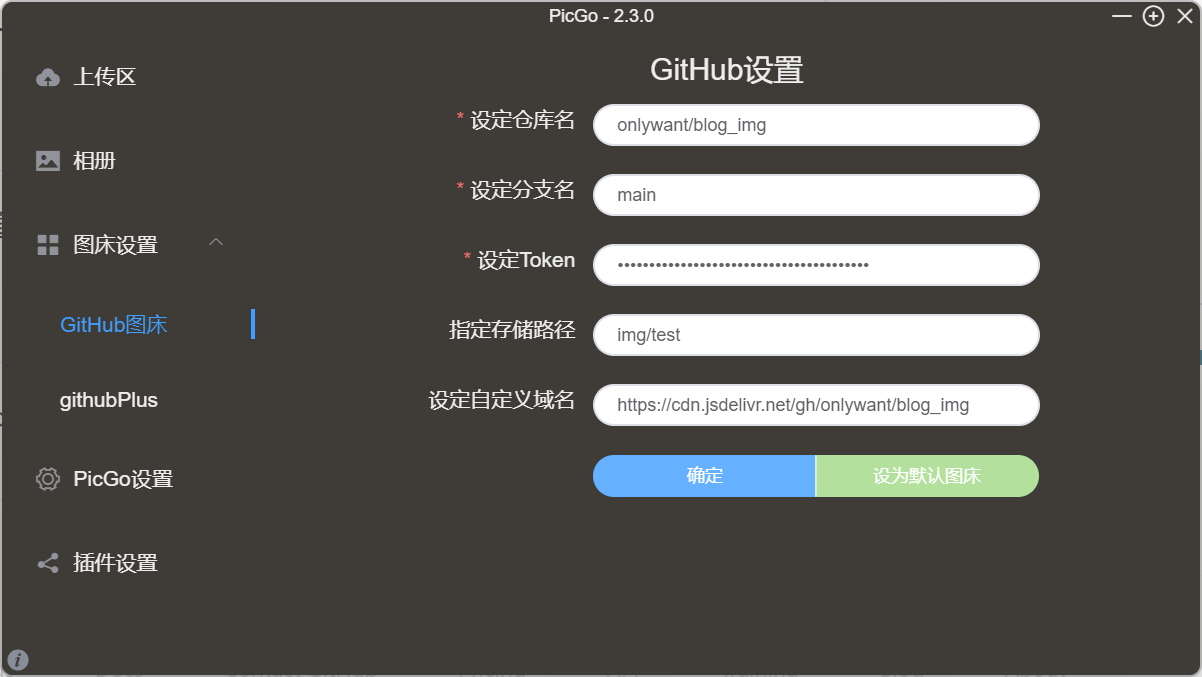 PicGo - 2.3.0
上传区
相册
图床设置
GitHub图床
githubPlus
PicGo设置
插件设置
GitHub设置
* 设定仓库名 onlywant/blog_img
* 设定分支名 main
* 设定Token ••••••••••••••••••••••••••••••••••••••••
指定存储路径 img/test
设定自定义域名 https://cdn.jsdelivr.net/gh/onlywant/blog_img
确定 设为默认图床